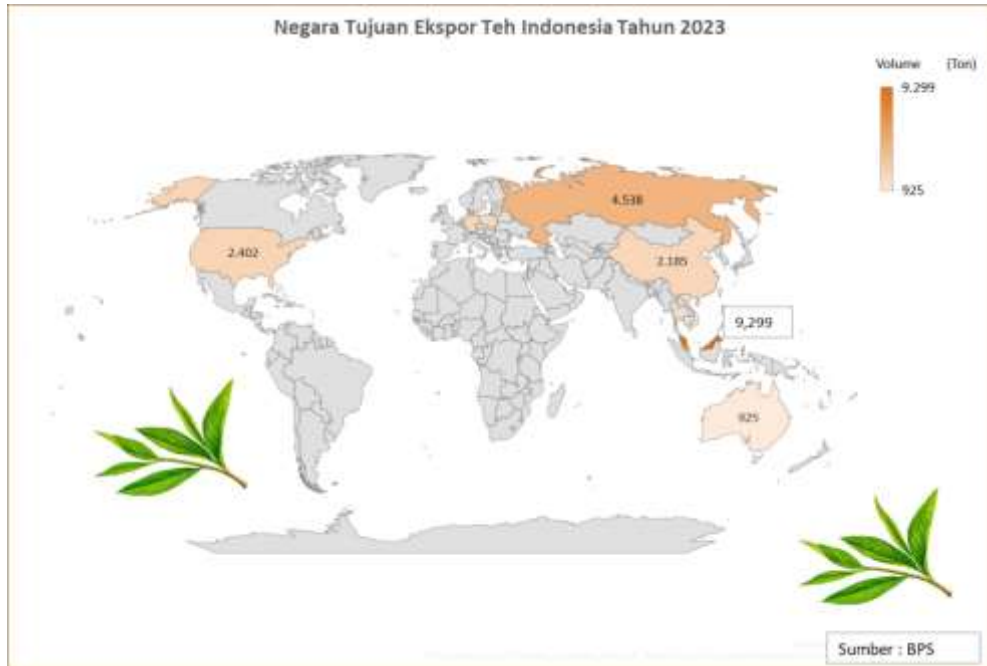 Negara Tujuan Ekspor Teh Indonesia Tahun 2023
Volume (Ton)
9.299
925
4.538
2.402
2.185
9,299
925
Sumber : BPS